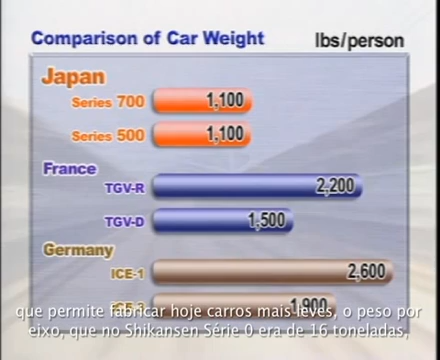 Comparison of Car Weight lbs/person
Japan
Series 700 1,100
Series 500 1,100
France
TGV-R 2,200
TGV-D 1,500
Germany
ICE-1 2,600
ICE-3 1,900
que permite fabricar hoje carros mais leves, o peso por
eixo, que no Shikansen Série 0 era de 16 toneladas,